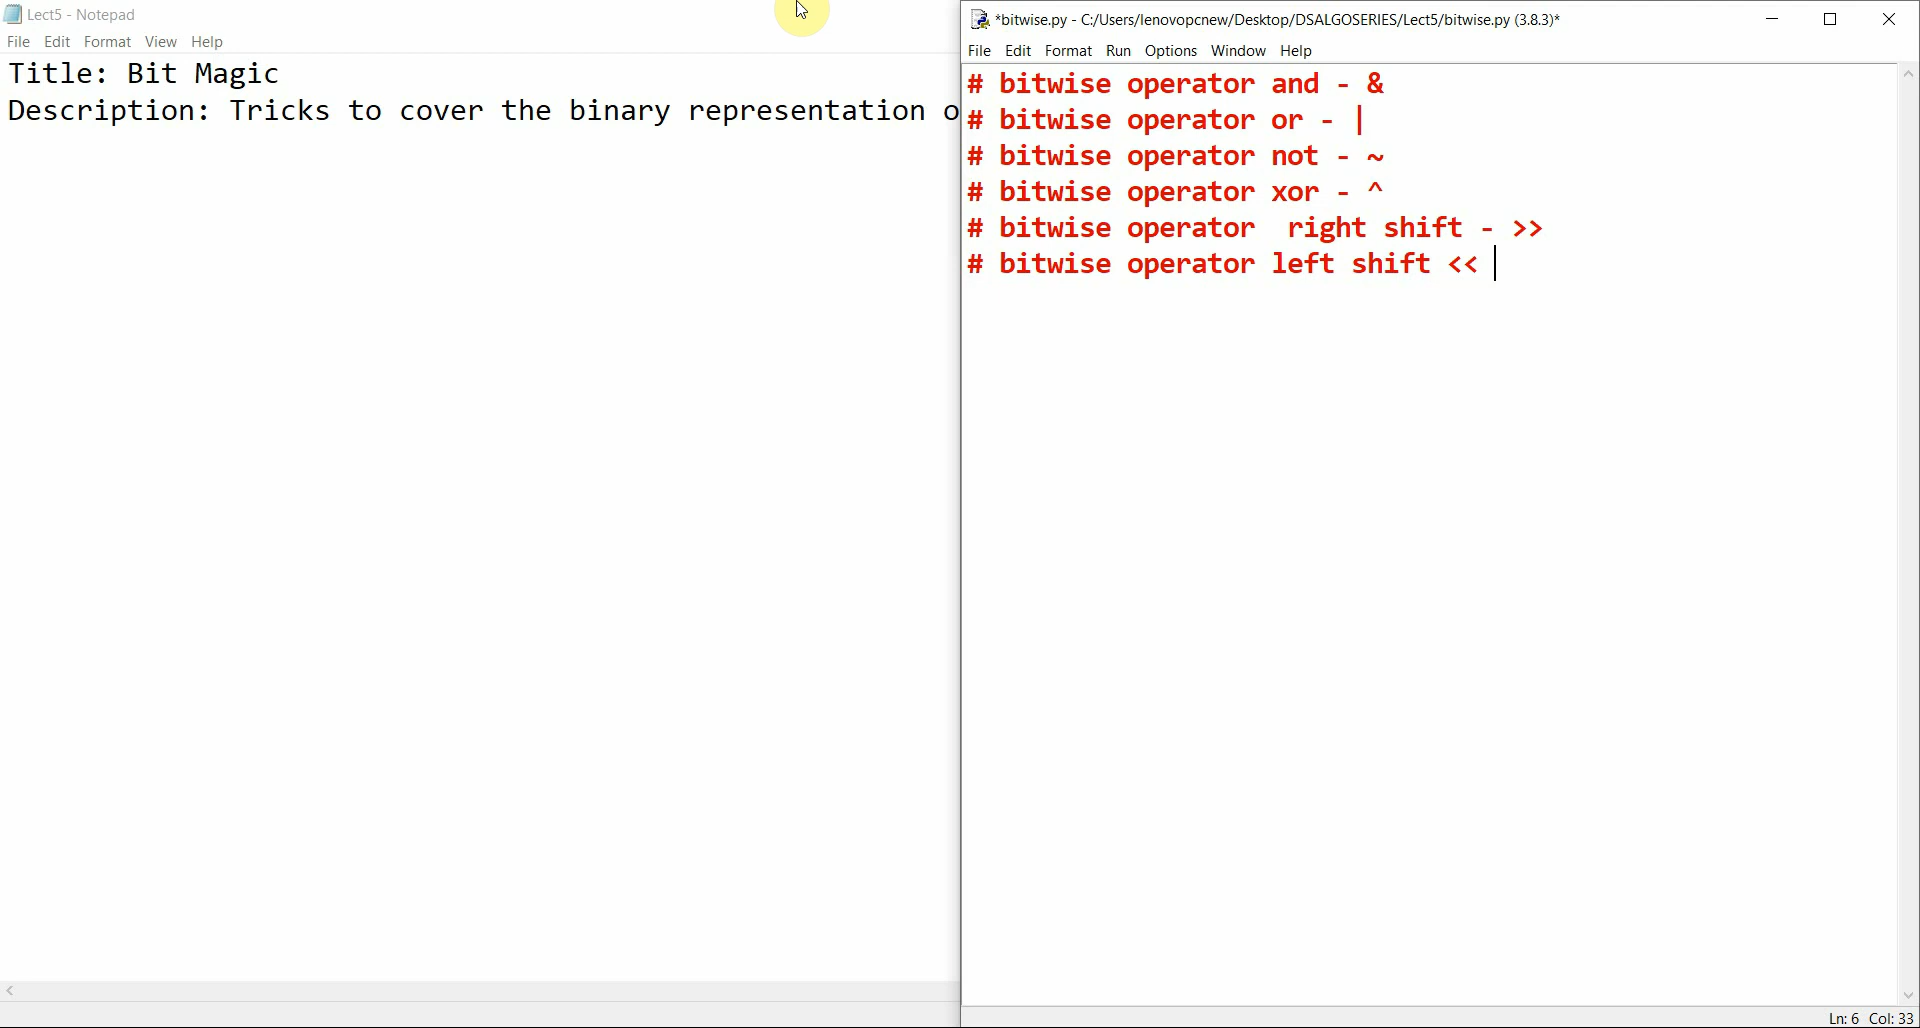 Lect5 - Notepad
File Edit Format View Help
Title: Bit Magic
Description: Tricks to cover the binary representation o
*bitwise.py - C:/Users/lenovopcnew/Desktop/DSALGOSERIES/Lect5/bitwise.py (3.8.3)*
File Edit Format Run Options Window Help
# bitwise operator and - &
# bitwise operator or - |
# bitwise operator not - ~
# bitwise operator xor - ^
# bitwise operator  right shift - >>
# bitwise operator left shift <<
Ln: 6 Col: 33